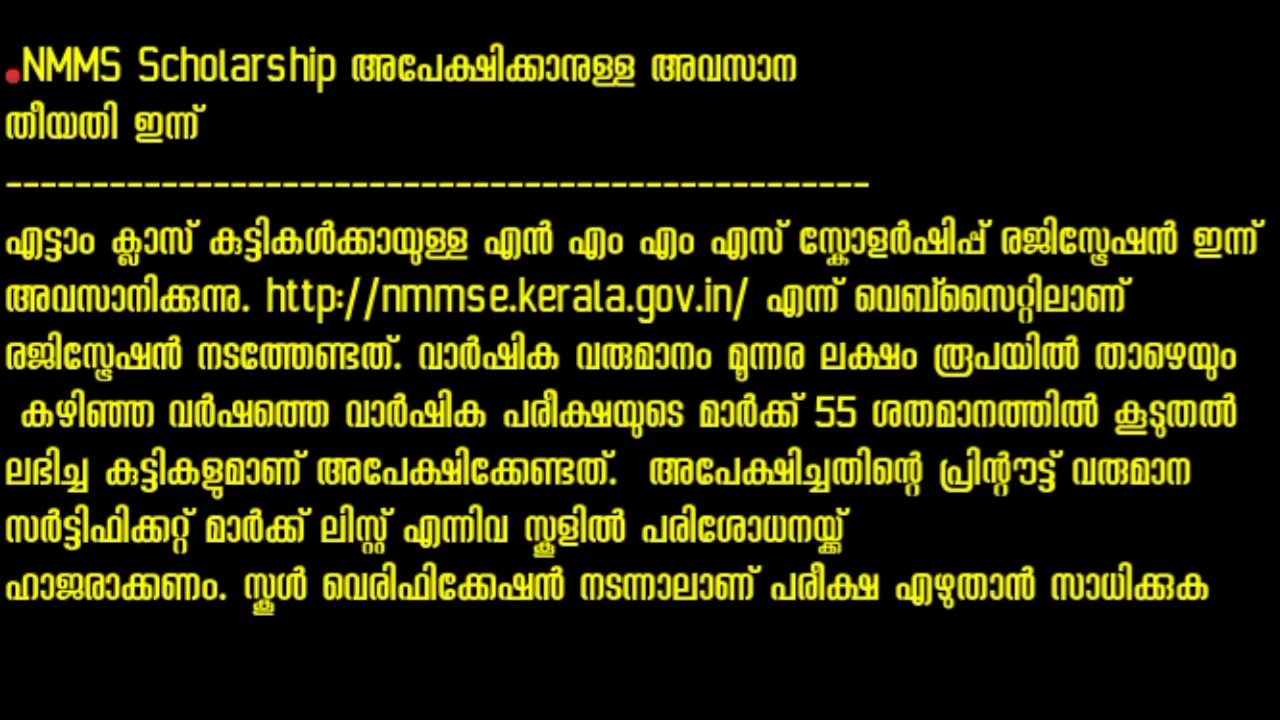 .NMMS Scholarship അപേക്ഷിക്കാനുള്ള അവസാന
തീയതി ഇന്ന്
--------------------------------------------------
എട്ടാം ക്ലാസ് കുട്ടികൾക്കായുള്ള എൻ എം എം എസ് സ്കോളർഷിപ്പ് രജിസ്ട്രേഷൻ ഇന്ന്
അവസാനിക്കുന്നു. http://nmmse.kerala.gov.in/ എന്ന് വെബ്സൈറ്റിലാണ്
രജിസ്ട്രേഷൻ നടത്തേണ്ടത്. വാർഷിക വരുമാനം മൂന്നര ലക്ഷം രൂപയിൽ താഴെയും
കഴിഞ്ഞ വർഷത്തെ വാർഷിക പരീക്ഷയുടെ മാർക്ക് 55 ശതമാനത്തിൽ കൂടുതൽ
ലഭിച്ച കുട്ടികളുമാണ് അപേക്ഷിക്കേണ്ടത്. അപേക്ഷിച്ചതിന്റെ പ്രിന്റൗട്ട് വരുമാന
സർട്ടിഫിക്കറ്റ് മാർക്ക് ലിസ്റ്റ് എന്നിവ സ്കൂളിൽ പരിശോധനയ്ക്ക്
ഹാജരാക്കണം. സ്കൂൾ വെരിഫിക്കേഷൻ നടന്നാലാണ് പരീക്ഷ എഴുതാൻ സാധിക്കുക